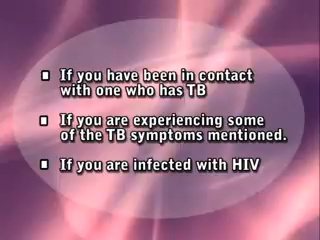 ▪ If you have been in contact
with one who has TB
▪ If you are experiencing some
of the TB symptoms mentioned.
▪ If you are infected with HIV